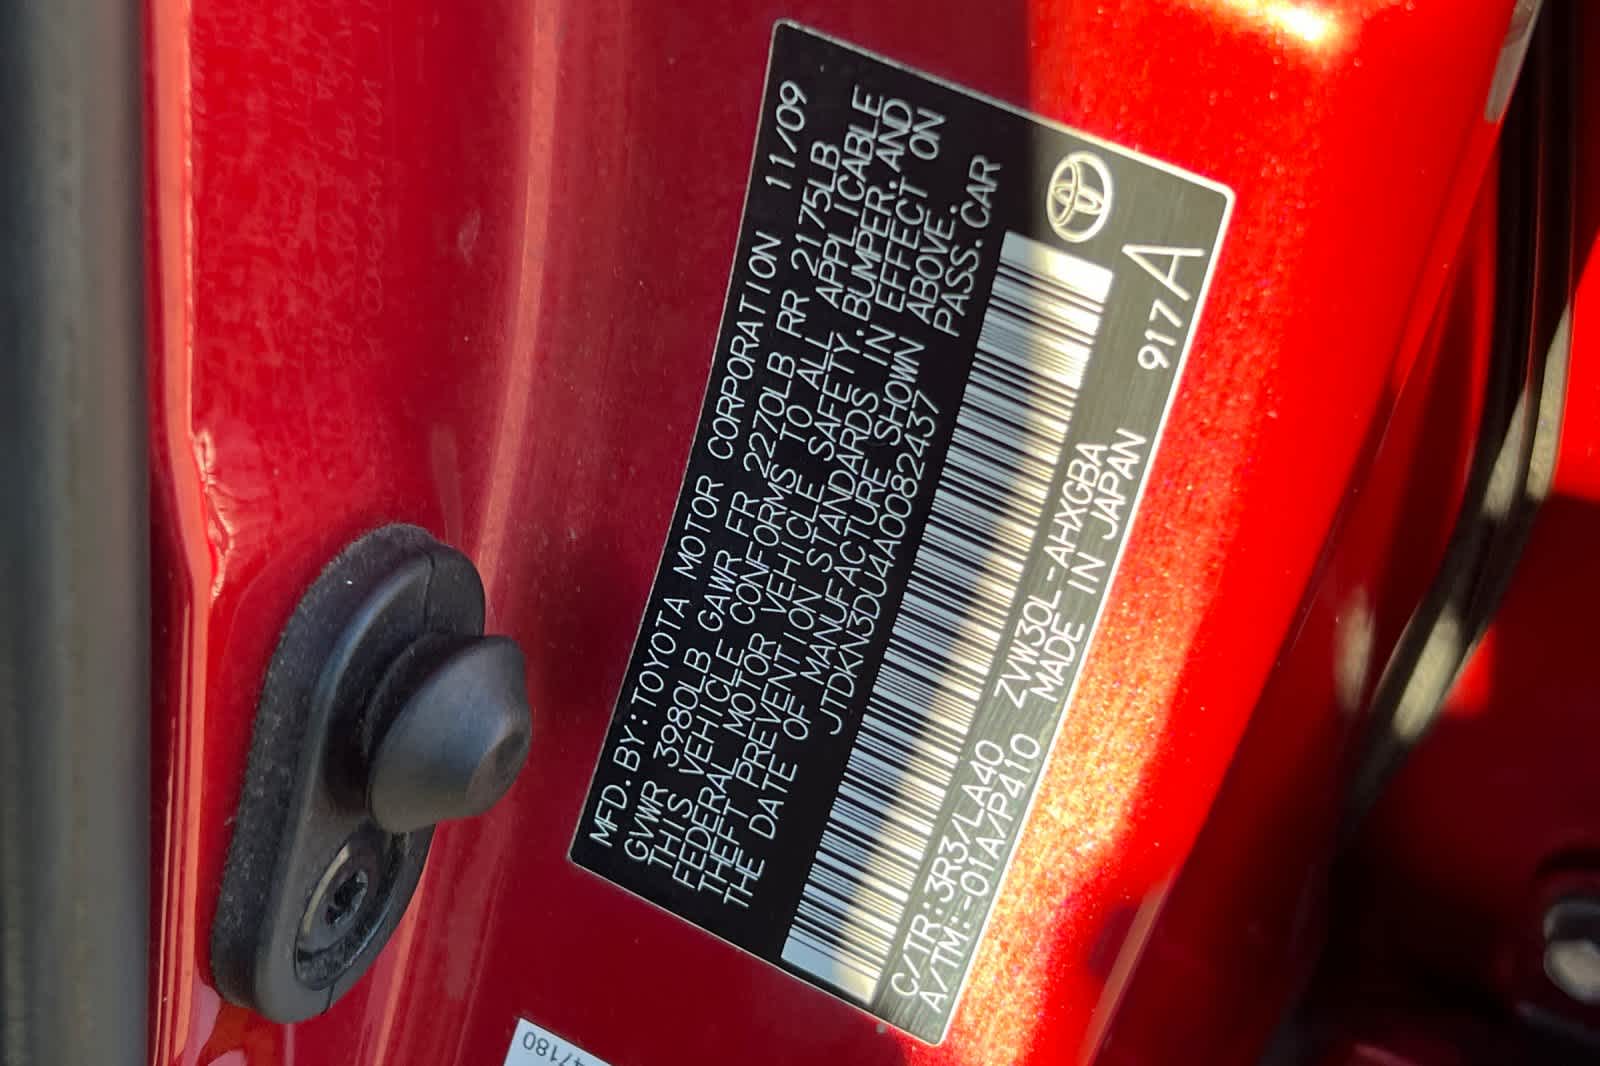 MFD. BY: TOYOTA MOTOR CORPORATION 11/09
GVWR 3980LB GAWR FR 2270LB RR 2175LB
THIS VEHICLE CONFORMS TO ALL APPLICABLE
FEDERAL MOTOR VEHICLE SAFETY, BUMPER, AND
THEFT PREVENTION STANDARDS IN EFFECT ON
THE DATE OF MANUFACTURE SHOWN ABOVE.
JTDKN3DU4A0082437 PASS. CAR
C/TR: 3R3/LA40 ZVW30L-AHXGBA 917A
A/TM: -01A/P410 MADE IN JAPAN
47180